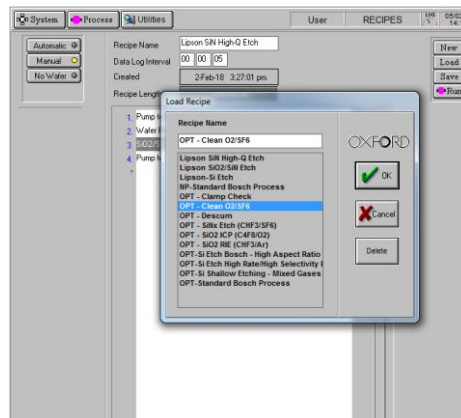 System Process Utilities User RECIPES LOG
Automatic
Manual
No Wafer
Recipe Name Lipson SiN High-Q Etch
Data Log Interval 00 00 05
Created 2-Feb-18 3:27:01 pm
Recipe Length
New
Load
Save
Run
1. Pump to
2. Wafer
3. SiO2/S
4. Pump to
Load Recipe
Recipe Name
OPT - Clean O2/SF6
Lipson SiN High-Q Etch
Lipson SiO2/SiN Etch
Lipson-Si Etch
NP-Standard Bosch Process
OPT - Clamp Check
OPT - Clean O2/SF6
OPT - Descum
OPT - SiNx Etch (CHF3/SF6)
OPT - SiO2 ICP (C4F8/O2)
OPT - SiO2 RIE (CHF3/Ar)
OPT-Si Etch Bosch - High Aspect Ratio
OPT-Si Etch High Rate/High Selectivity
OPT-Si Shallow Etching - Mixed Gases
OPT-Standard Bosch Process
OXFORD
OK
Cancel
Delete